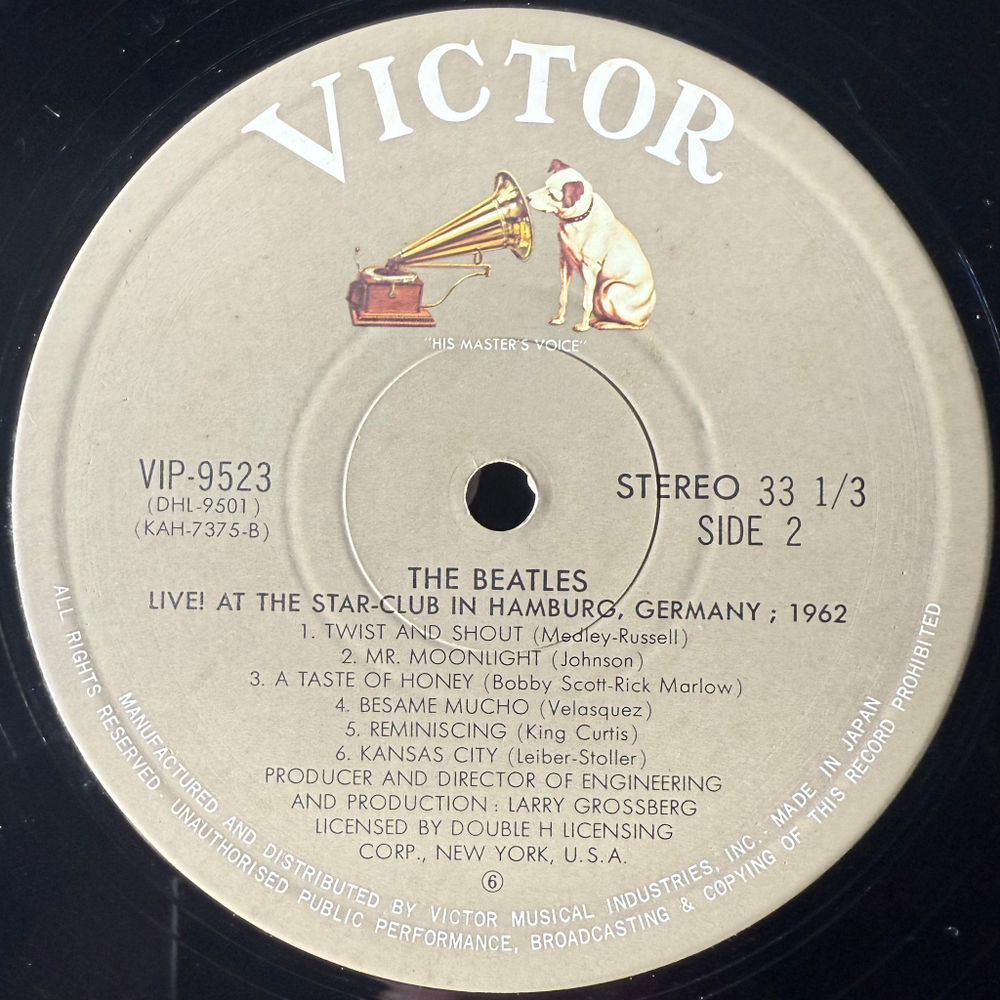 VICTOR
"HIS MASTER'S VOICE"
VIP-9523
(DHL-9501)
(KAH-7375-B)
STEREO 33 1/3
SIDE 2
THE BEATLES
LIVE! AT THE STAR-CLUB IN HAMBURG, GERMANY ; 1962
1. TWIST AND SHOUT (Medley-Russell)
2. MR. MOONLIGHT (Johnson)
3. A TASTE OF HONEY (Bobby Scott-Rick Marlow)
4. BESAME MUCHO (Velasquez)
5. REMINISCING (King Curtis)
6. KANSAS CITY (Leiber-Stoller)
PRODUCER AND DIRECTOR OF ENGINEERING
AND PRODUCTION : LARRY GROSSBERG
LICENSED BY DOUBLE H LICENSING
CORP., NEW YORK, U.S.A.
⑥
MANUFACTURED AND DISTRIBUTED BY VICTOR MUSICAL INDUSTRIES, INC. · MADE IN JAPAN
ALL RIGHTS RESERVED · UNAUTHORISED PUBLIC PERFORMANCE, BROADCASTING & COPYING OF THIS RECORD PROHIBITED